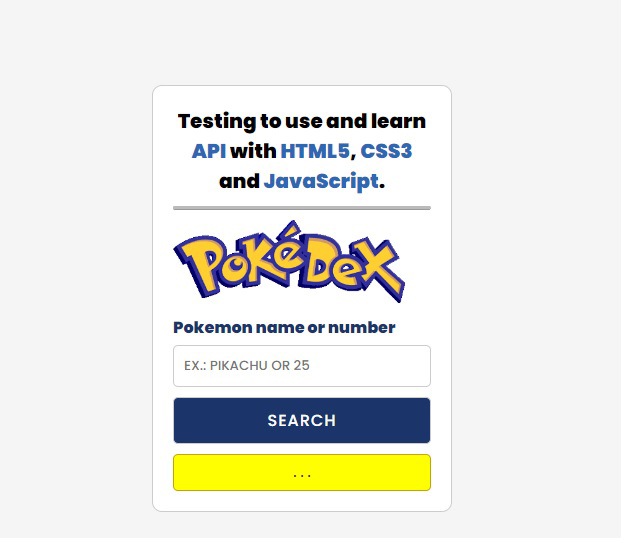 Testing to use and learn
API with HTML5, CSS3
and JavaScript.
POKéDEX
Pokemon name or number
EX.: PIKACHU OR 25
SEARCH
...